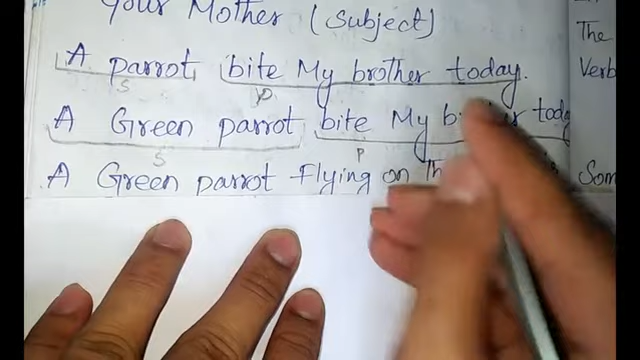 Your Mother (Subject)
A parrot, bite My brother today.
S P
A Green parrot bite My
S P
A Green parrot Flying on
The
Verb
Som